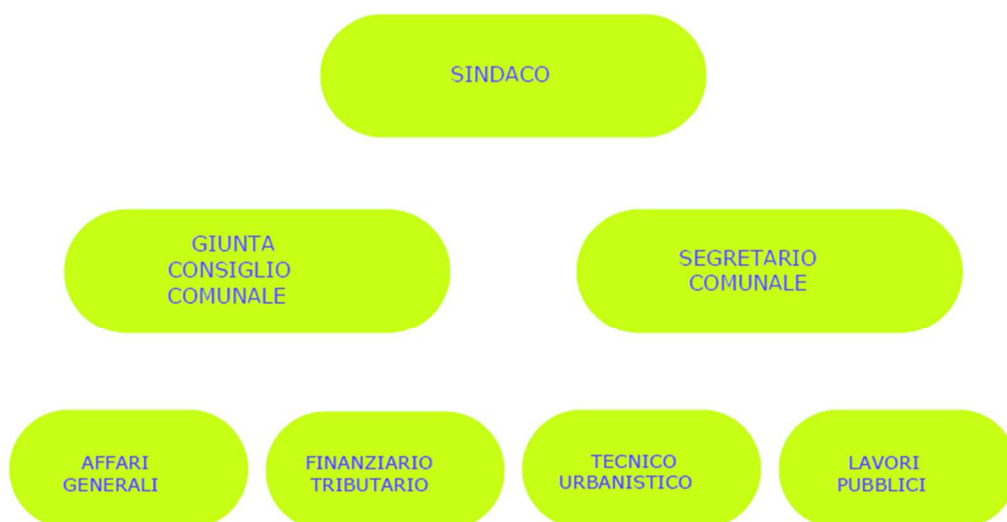 SINDACO
GIUNTA
CONSIGLIO
COMUNALE
SEGRETARIO
COMUNALE
AFFARI
GENERALI
FINANZIARIO
TRIBUTARIO
TECNICO
URBANISTICO
LAVORI
PUBBLICI